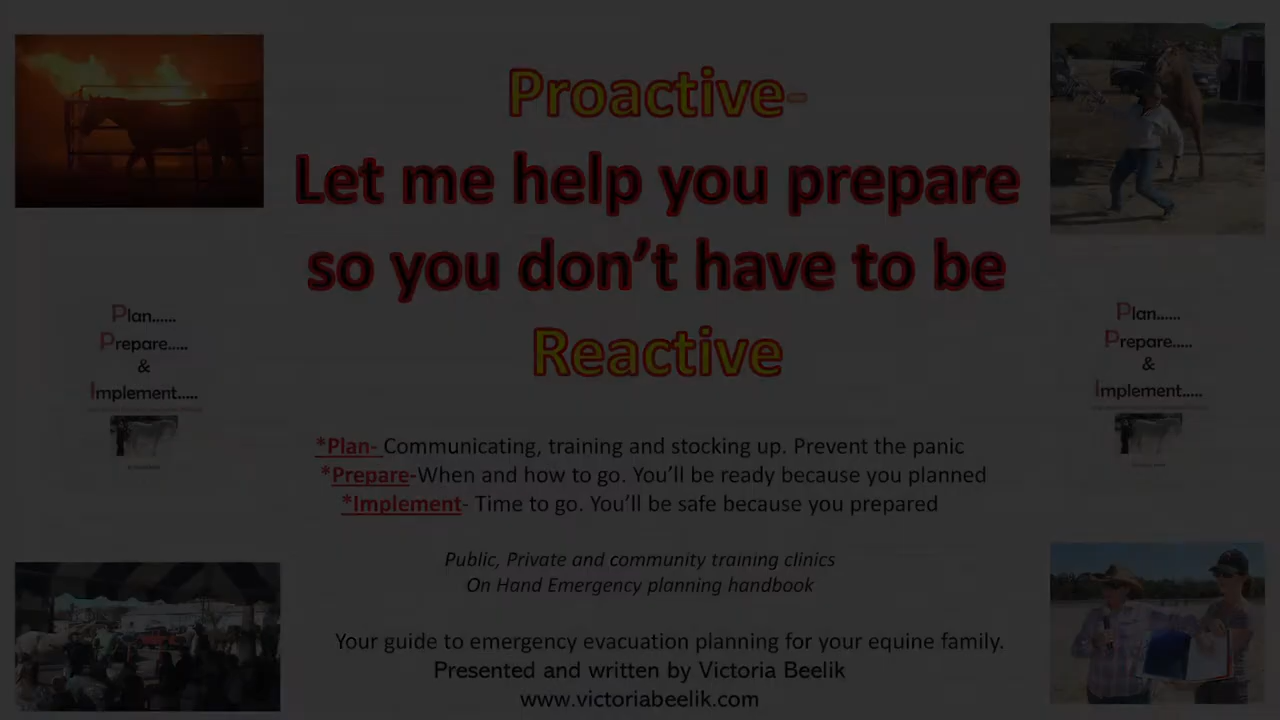 Proactive-
Let me help you prepare
so you don't have to be
Reactive
Plan......
Prepare.....
&
Implement.....
Plan......
Prepare.....
&
Implement.....
*Plan- Communicating, training and stocking up. Prevent the panic
*Prepare-When and how to go. You'll be ready because you planned
*Implement- Time to go. You'll be safe because you prepared
Public, Private and community training clinics
On Hand Emergency planning handbook
Your guide to emergency evacuation planning for your equine family.
Presented and written by Victoria Beelik
www.victoriabeelik.com